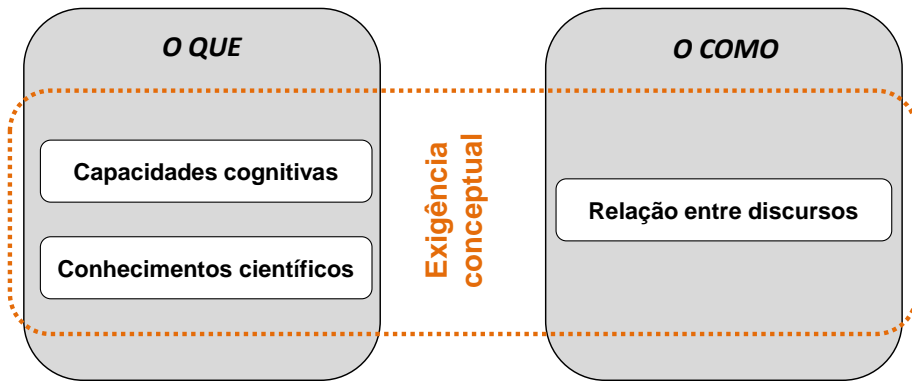 O QUE
Capacidades cognitivas
Conhecimentos científicos
Exigência
conceptual
O COMO
Relação entre discursos